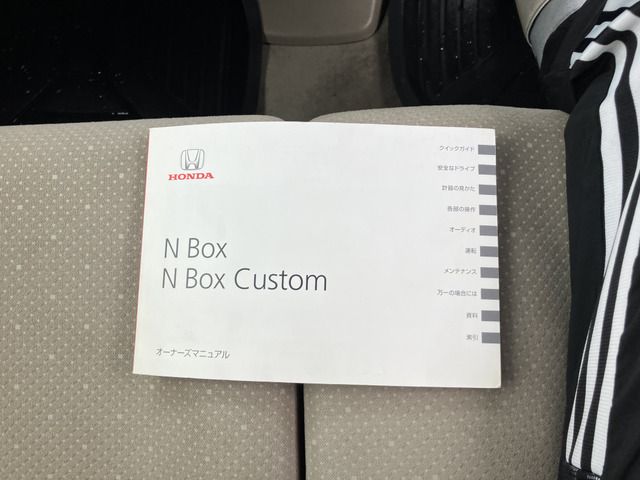 HONDA
N Box
N Box Custom
オーナーズマニュアル
クイックガイド
安全なドライブ
計器の見かた
各部の操作
オーディオ
運転
メンテナンス
万一の場合には
資料
索引